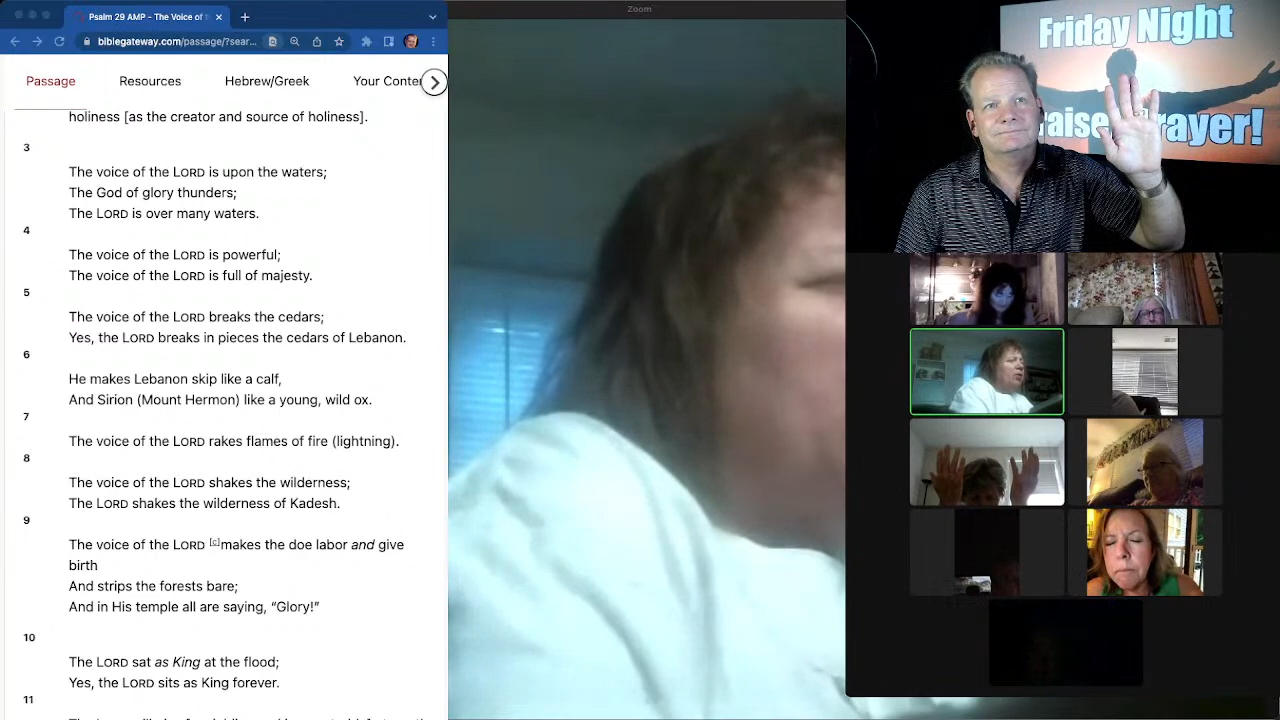 Psalm 29 AMP - The Voice of t
biblegateway.com/passage/?sear...
Passage
Resources
Hebrew/Greek
Your Conte
holiness [as the creator and source of holiness].
3
The voice of the LORD is upon the waters;
The God of glory thunders;
The LORD is over many waters.
4
The voice of the LORD is powerful;
The voice of the LORD is full of majesty.
5
The voice of the LORD breaks the cedars;
Yes, the LORD breaks in pieces the cedars of Lebanon.
6
He makes Lebanon skip like a calf,
And Sirion (Mount Hermon) like a young, wild ox.
7
The voice of the LORD rakes flames of fire (lightning).
8
The voice of the LORD shakes the wilderness;
The LORD shakes the wilderness of Kadesh.
9
The voice of the LORD [c]makes the doe labor and give
birth
And strips the forests bare;
And in His temple all are saying, “Glory!”
10
The LORD sat as King at the flood;
Yes, the LORD sits as King forever.
11
Zoom
Friday Night
raise Prayer!